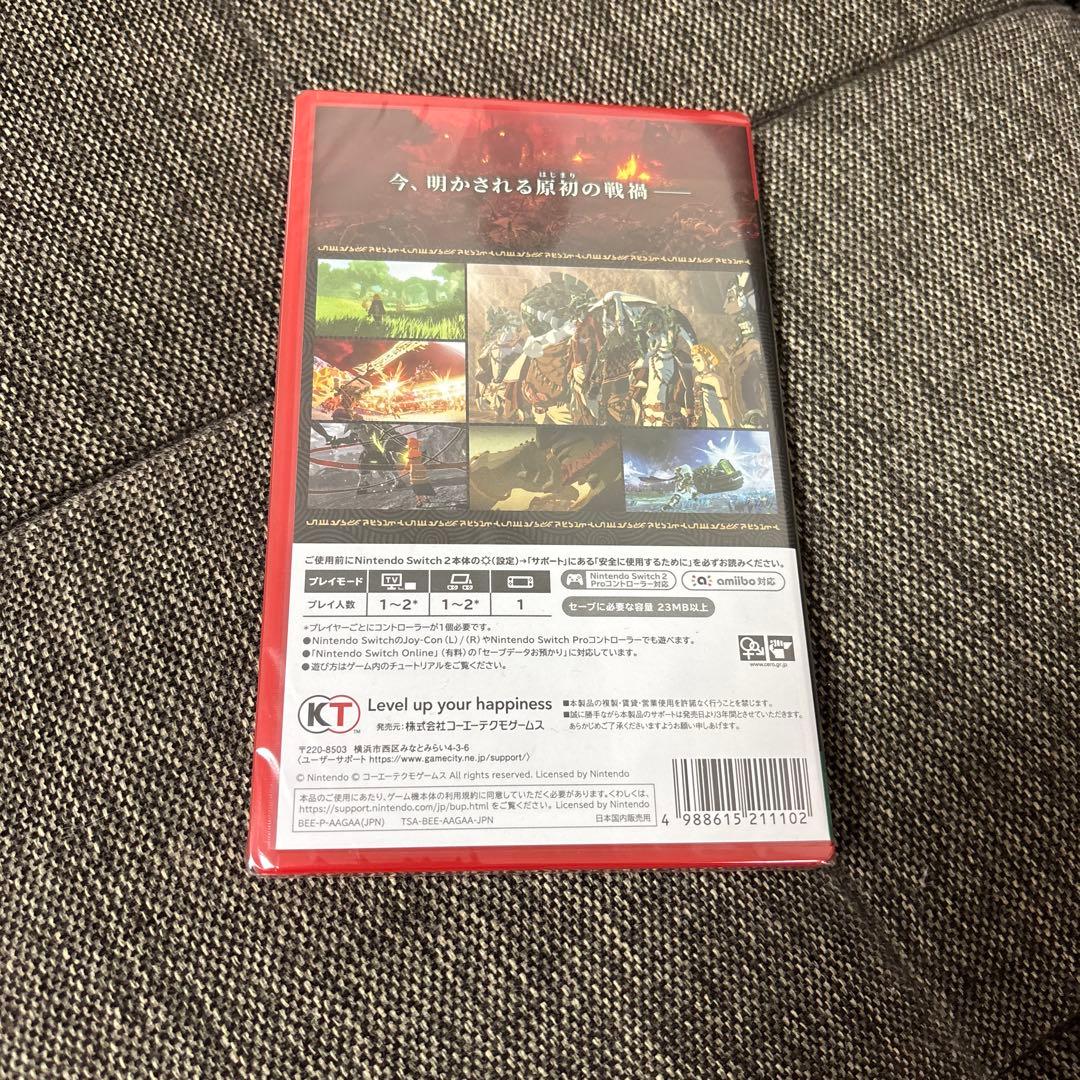 今、明かされる原初の戦禍――
はじまり
ご使用前にNintendo Switch 2本体の(設定)→「サポート」にある「安全に使用するために」を必ずお読みください。
プレイモード TV
Nintendo Switch 2 Proコントローラー対応
amiibo 対応
プレイ人数 1～2* 1～2* 1
セーブに必要な容量 23MB以上
*プレイヤーごとにコントローラーが1個必要です。
●Nintendo SwitchのJoy-Con (L) / (R) やNintendo Switch Proコントローラーでも遊べます。
●「Nintendo Switch Online」(有料)の「セーブデータお預かり」に対応しています。
●遊び方はゲーム内のチュートリアルをご覧ください。
www.cero.gr.jp
KT™
Level up your happiness
発売元:株式会社コーエーテクモゲームス
■本製品の複製・賃貸・営業使用を許諾なく行うことを禁じます。
■誠に勝手ながら本製品のサポートは発売日より3年間とさせていただきます。
あらかじめご了承くださいますようお願い申しあげます。
〒220-8503 横浜市西区みなとみらい4-3-6
〈ユーザーサポート https://www.gamecity.ne.jp/support/〉
© Nintendo © コーエーテクモゲームス All rights reserved. Licensed by Nintendo
本品のご使用にあたり、ゲーム機本体の利用規約に同意していただく必要があります。くわしくは、
https://support.nintendo.com/jp/bup.html をご覧ください。 Licensed by Nintendo
BEE-P-AAGAA(JPN) TSA-BEE-AAGAA-JPN 日本国内販売用
4 988615 211102